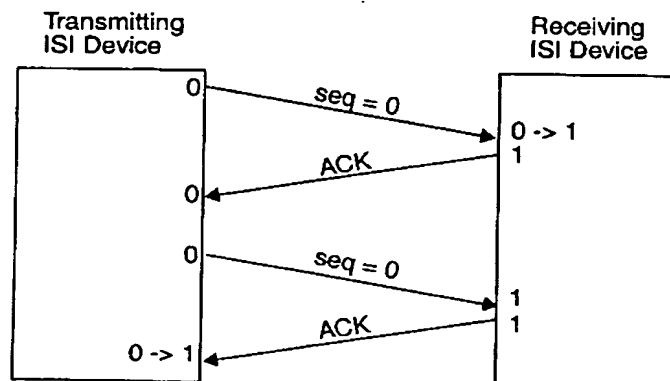 Transmitting
ISI Device
Receiving
ISI Device
0
seq = 0
0 -> 1
1
ACK
0
0
seq = 0
1
1
ACK
0 -> 1